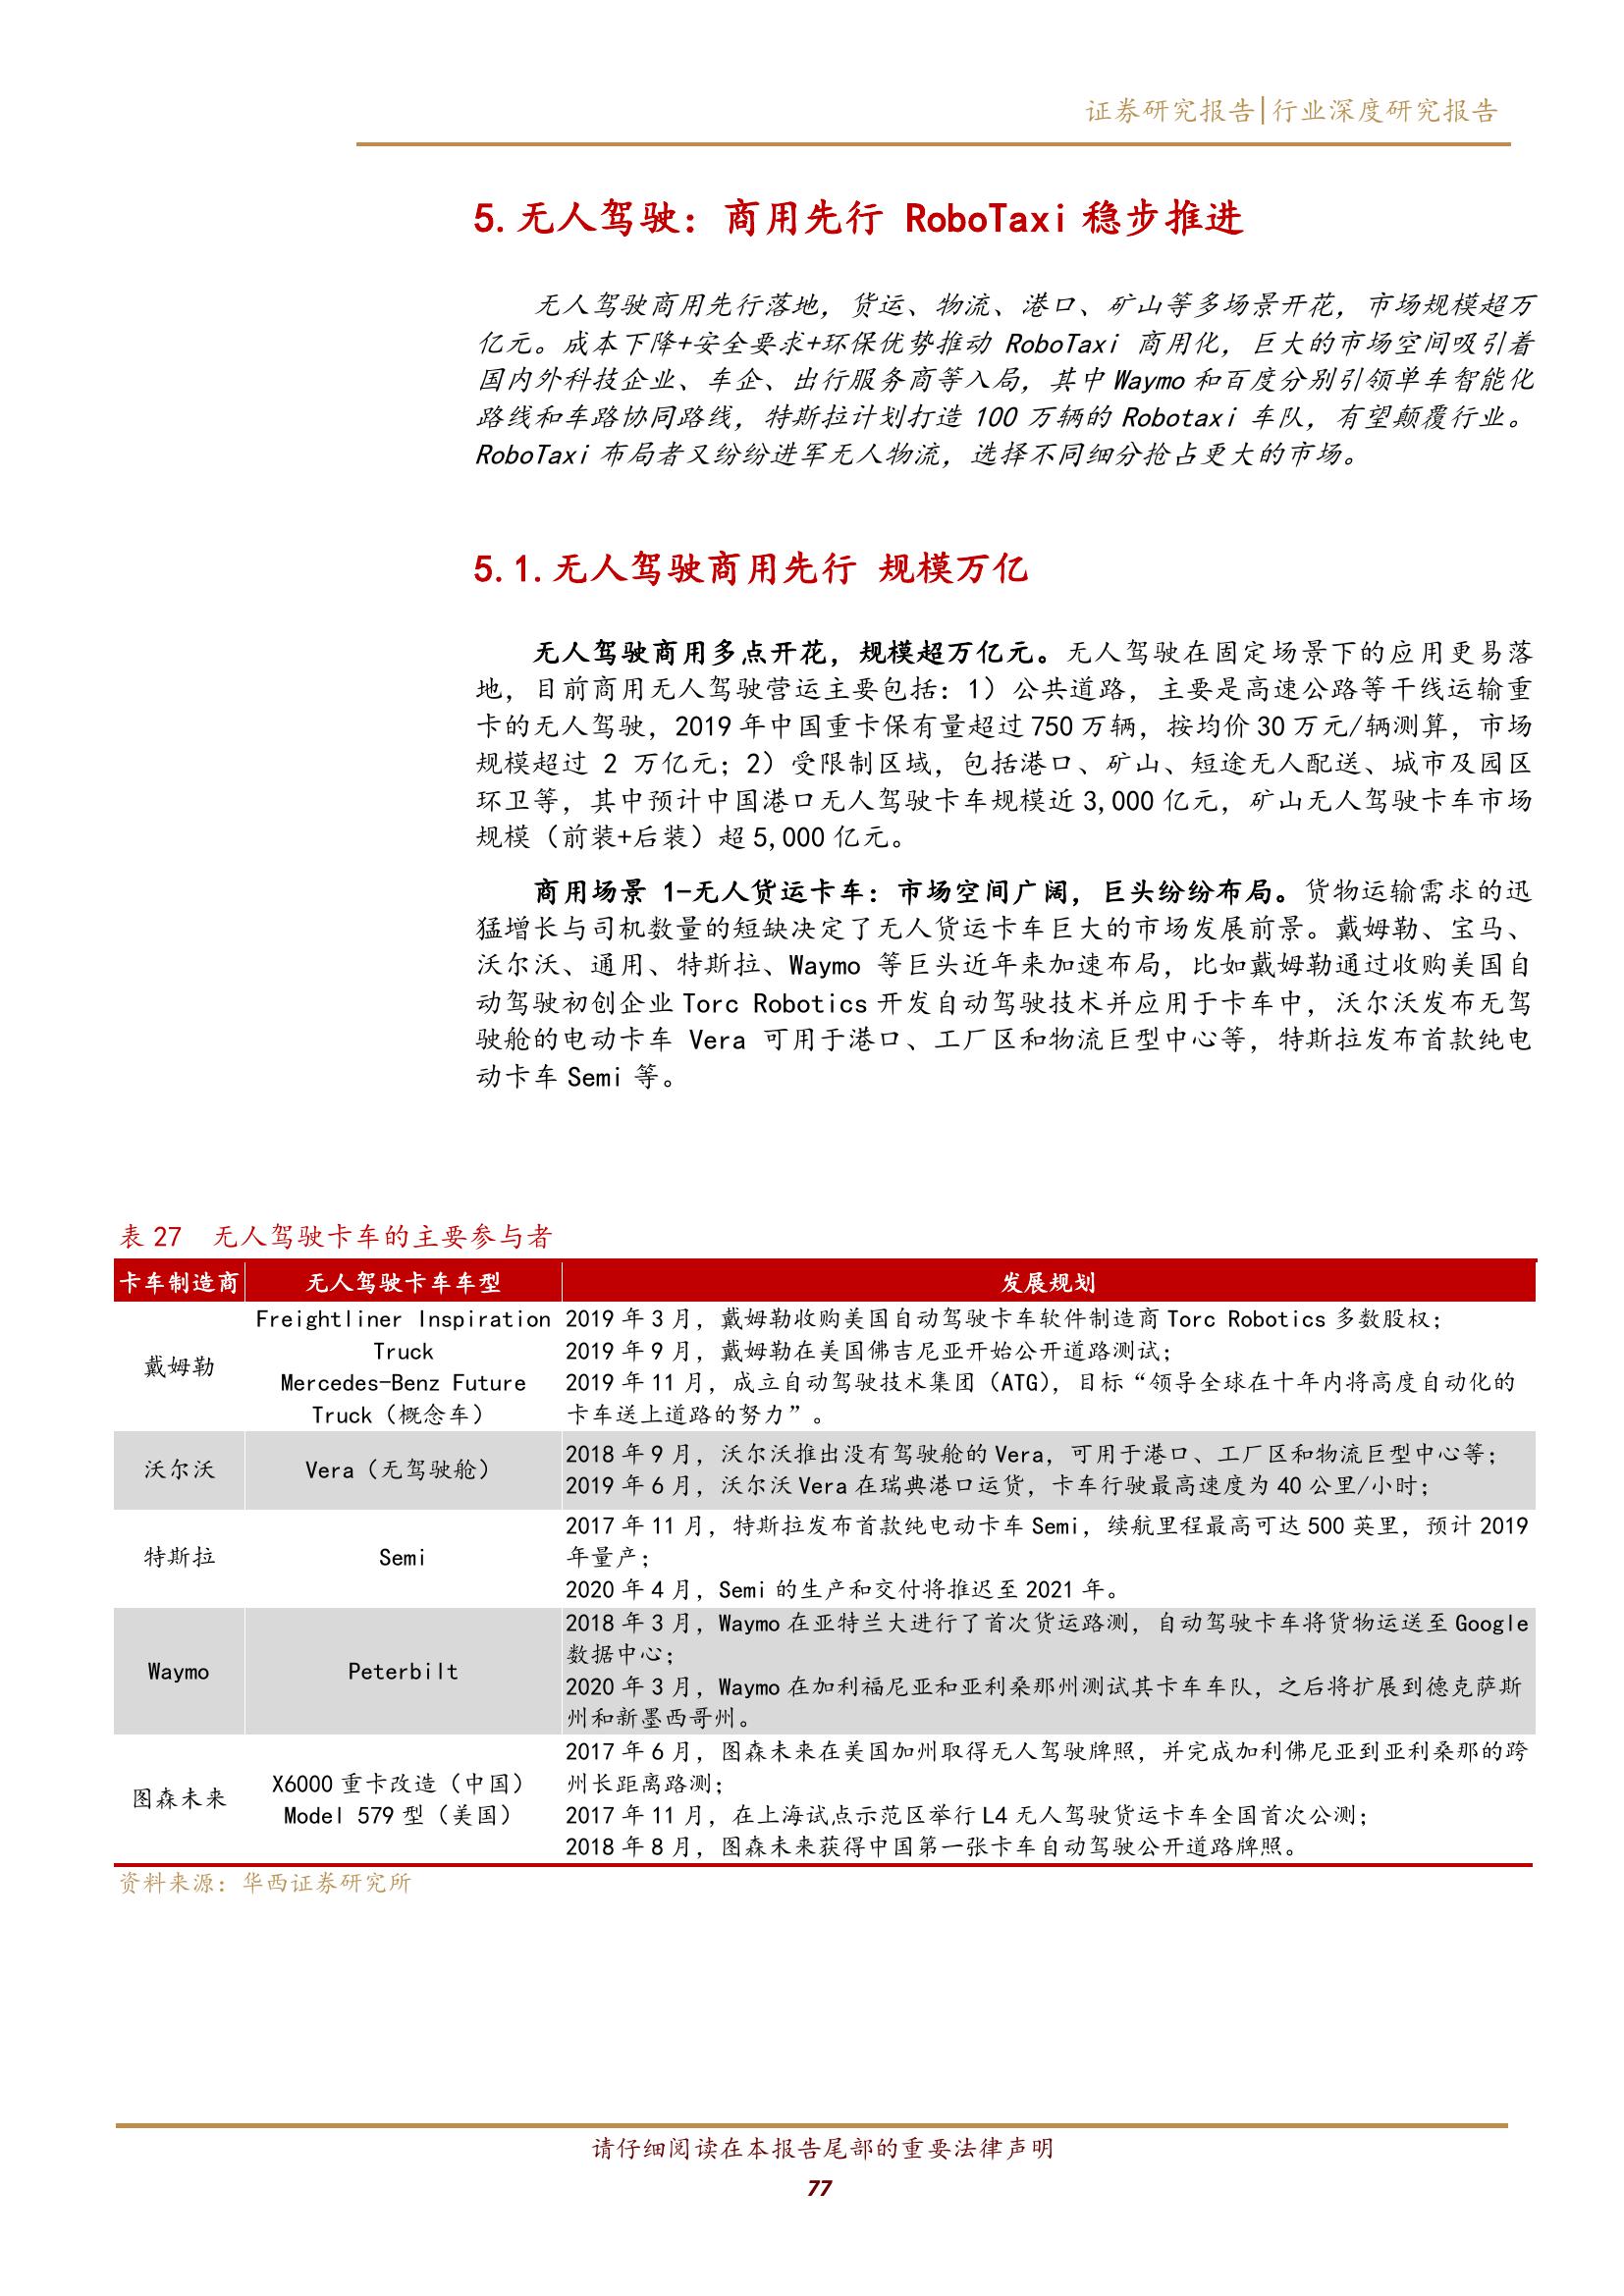 证券研究报告|行业深度研究报告
5.无人驾驶：商用先行 RoboTaxi 稳步推进
无人驾驶商用先行落地，货运、物流、港口、矿山等多场景开花，市场规模超万
亿元。成本下降+安全要求+环保优势推动 RoboTaxi 商用化，巨大的市场空间吸引着
国内外科技企业、车企、出行服务商等入局，其中 Waymo 和百度分别引领单车智能化
路线和车路协同路线，特斯拉计划打造 100 万辆的 Robotaxi 车队，有望颠覆行业。
RoboTaxi 布局者又纷纷进军无人物流，选择不同细分抢占更大的市场。
5.1.无人驾驶商用先行 规模万亿
无人驾驶商用多点开花，规模超万亿元。无人驾驶在固定场景下的应用更易落
地，目前商用无人驾驶营运主要包括：1）公共道路，主要是高速公路等干线运输重
卡的无人驾驶，2019 年中国重卡保有量超过 750 万辆，按均价 30 万元/辆测算，市场
规模超过 2 万亿元；2）受限制区域，包括港口、矿山、短途无人配送、城市及园区
环卫等，其中预计中国港口无人驾驶卡车规模近 3,000 亿元，矿山无人驾驶卡车市场
规模（前装+后装）超 5,000 亿元。
商用场景 1-无人货运卡车：市场空间广阔，巨头纷纷布局。货物运输需求的迅
猛增长与司机数量的短缺决定了无人货运卡车巨大的市场发展前景。戴姆勒、宝马、
沃尔沃、通用、特斯拉、Waymo 等巨头近年来加速布局，比如戴姆勒通过收购美国自
动驾驶初创企业 Torc Robotics 开发自动驾驶技术并应用于卡车中，沃尔沃发布无驾
驶舱的电动卡车 Vera 可用于港口、工厂区和物流巨型中心等，特斯拉发布首款纯电
动卡车 Semi 等。
表 27 无人驾驶卡车的主要参与者
卡车制造商 无人驾驶卡车车型 发展规划
戴姆勒
Freightliner Inspiration
Truck
Mercedes-Benz Future
Truck（概念车）
2019 年 3 月，戴姆勒收购美国自动驾驶卡车软件制造商 Torc Robotics 多数股权；
2019 年 9 月，戴姆勒在美国佛吉尼亚开始公开道路测试；
2019 年 11 月，成立自动驾驶技术集团（ATG），目标“领导全球在十年内将高度自动化的
卡车送上道路的努力”。
沃尔沃
Vera（无驾驶舱）
2018 年 9 月，沃尔沃推出没有驾驶舱的 Vera，可用于港口、工厂区和物流巨型中心等；
2019 年 6 月，沃尔沃 Vera 在瑞典港口运货，卡车行驶最高速度为 40 公里/小时；
特斯拉
Semi
2017 年 11 月，特斯拉发布首款纯电动卡车 Semi，续航里程最高可达 500 英里，预计 2019
年量产；
2020 年 4 月，Semi 的生产和交付将推迟至 2021 年。
Waymo
Peterbilt
2018 年 3 月，Waymo 在亚特兰大进行了首次货运路测，自动驾驶卡车将货物运送至 Google
数据中心；
2020 年 3 月，Waymo 在加利福尼亚和亚利桑那州测试其卡车车队，之后将扩展到德克萨斯
州和新墨西哥州。
图森未来
X6000 重卡改造（中国）
Model 579 型（美国）
2017 年 6 月，图森未来在美国加州取得无人驾驶牌照，并完成加利佛尼亚到亚利桑那的跨
州长距离路测；
2017 年 11 月，在上海试点示范区举行 L4 无人驾驶货运卡车全国首次公测；
2018 年 8 月，图森未来获得中国第一张卡车自动驾驶公开道路牌照。
资料来源：华西证券研究所
请仔细阅读在本报告尾部的重要法律声明
77